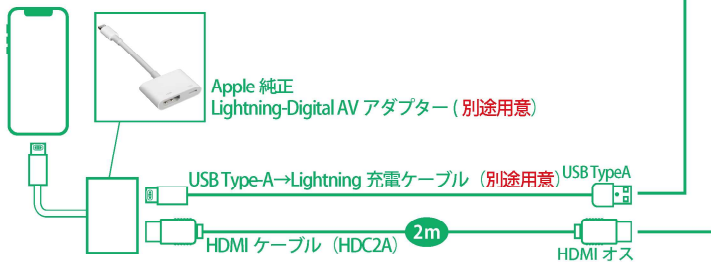 Apple 純正
Lightning-Digital AV アダプター ( 別途用意）
USB Type-A→Lightning 充電ケーブル（別途用意）
USB TypeA
2m
HDMI ケーブル（HDC2A）
HDMI オス